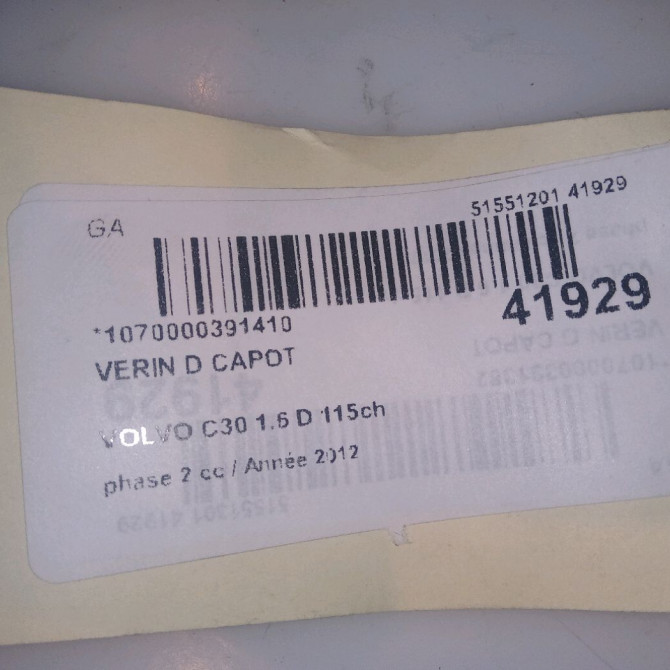 51551201 41929
GA
41929
*1070000391410
VERIN D CAPOT
VOLVO C30 1.6 D 115ch
phase 2 cc / Année 2012